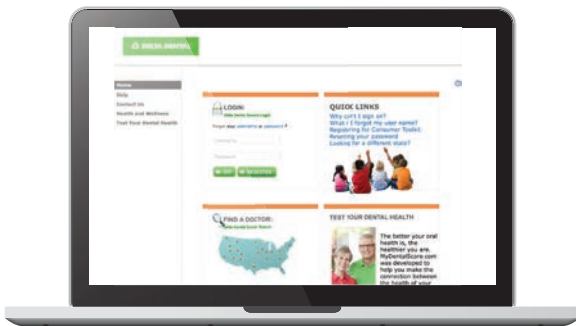 DELTA DENTAL
Home
Help
Contact Us
Health and Wellness
Test Your Dental Health
LOGIN:
Forgot your username or password ?
Username
Password
REGISTER
QUICK LINKS
Why can't I sign on?
What if I forgot my user name?
Registering for Consumer Toolkit
Resetting your password
Looking for a different state?
FIND A DOCTOR:
TEST YOUR DENTAL HEALTH
The better your oral
health is, the
healthier you are.
MyDentalScore.com
was developed to
help you make the
connection between
the health of your